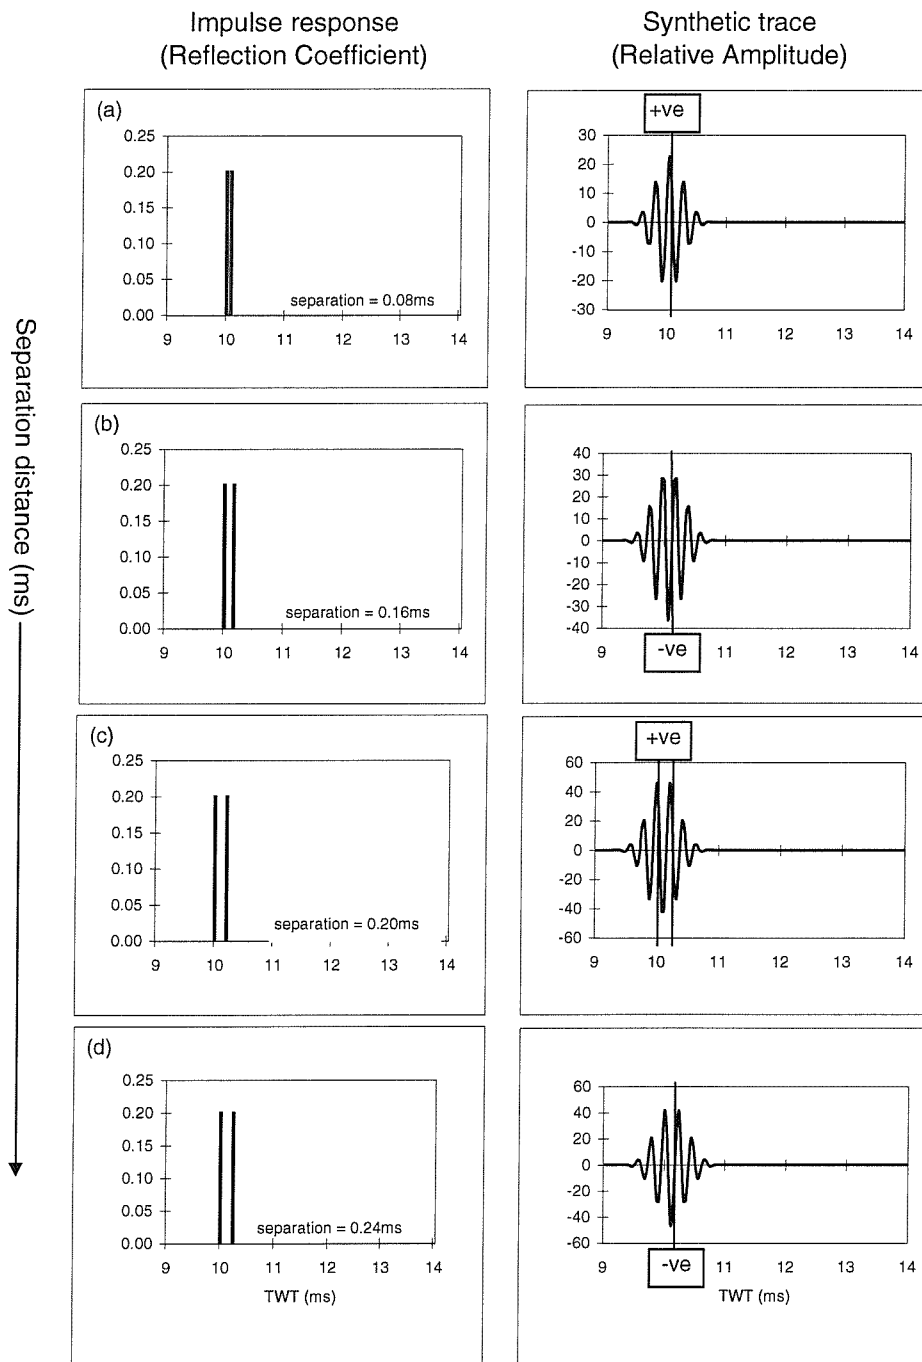 Impulse response
(Reflection Coefficient)
Synthetic trace
(Relative Amplitude)
Separation distance (ms)
(a)
0.25
0.20
0.15
0.10
0.05
0.00
separation = 0.08ms
9 10 11 12 13 14
+ve
30
20
10
0
-10
-20
-30
9 10 11 12 13 14
(b)
0.25
0.20
0.15
0.10
0.05
0.00
separation = 0.16ms
9 10 11 12 13 14
40
30
20
10
0
-10
-20
-30
-40
9 11 12 13 14
-ve
(c)
0.25
0.20
0.15
0.10
0.05
0.00
separation = 0.20ms
9 10 11 12 13 14
+ve
60
40
20
0
-20
-40
-60
9 10 11 12 13 14
(d)
0.25
0.20
0.15
0.10
0.05
0.00
separation = 0.24ms
9 10 11 12 13 14
TWT (ms)
60
40
20
0
-20
-40
-60
9 11 12 13 14
-ve
TWT (ms)